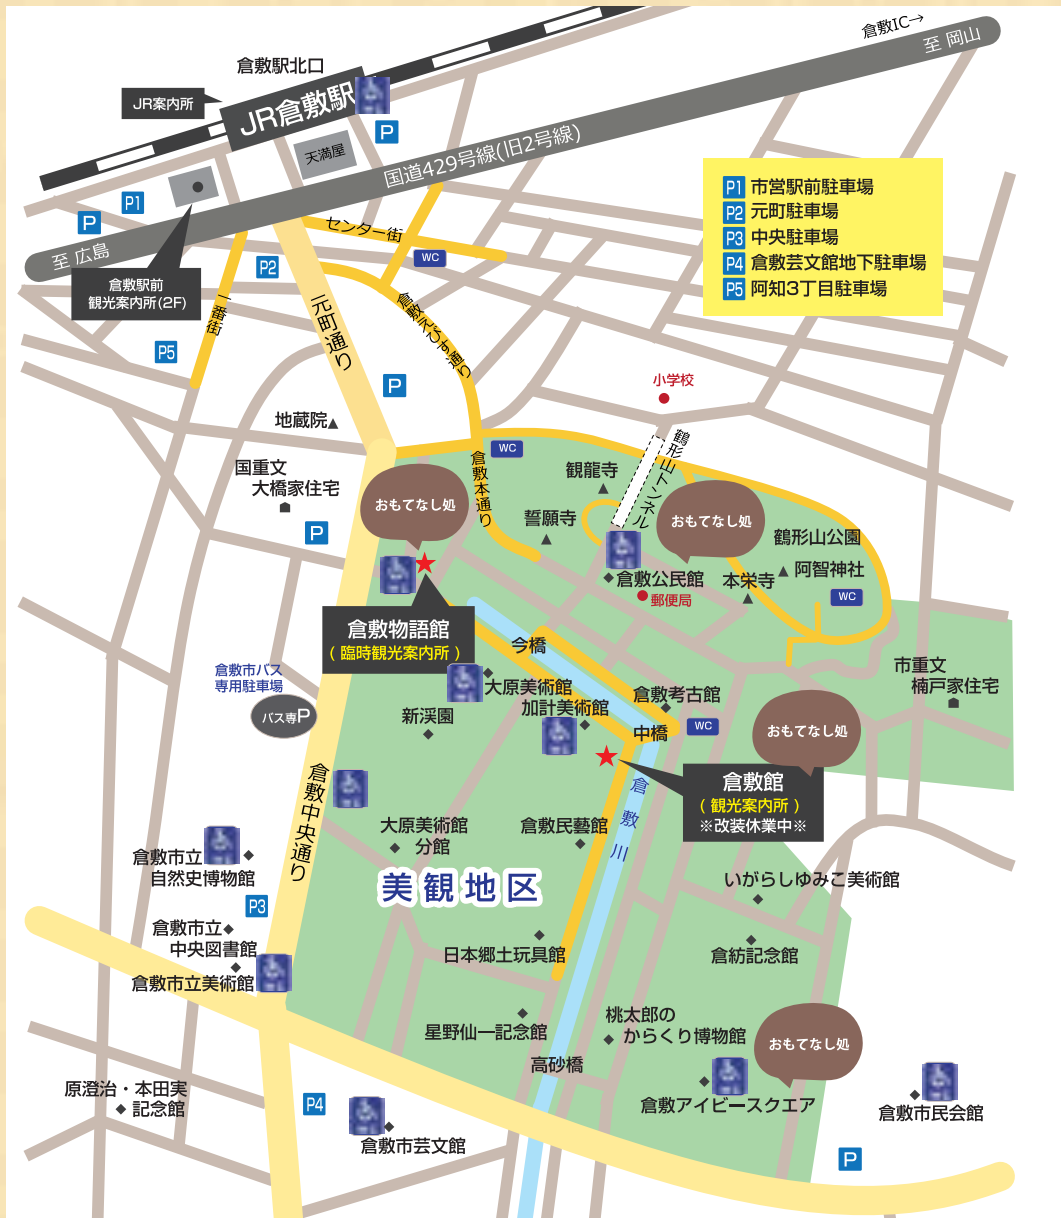 倉敷IC→
至 岡山
倉敷駅北口
JR案内所
JR倉敷駅
P
天満屋
国道429号線(旧2号線)
P1 市営駅前駐車場
P2 元町駐車場
P3 中央駐車場
P4 倉敷芸文館地下駐車場
P5 阿知3丁目駐車場
P1
P
センター街
至 広島
WC
P2
倉敷駅前
観光案内所(2F)
一番街
元町通り
倉敷えびす通り
P5
P
小学校
地蔵院
WC
鶴形山トンネル
倉敷本通り
国重文
大橋家住宅
観龍寺
おもてなし処
おもてなし処
誓願寺
P
鶴形山公園
阿智神社
倉敷公民館
本栄寺
郵便局
WC
倉敷物語館
( 臨時観光案内所 )
今橋
倉敷市バス
専用駐車場
市重文
楠戸家住宅
大原美術館
加計美術館
倉敷考古館
新渓園
バス専P
中橋
WC
おもてなし処
倉敷館
( 観光案内所 )
※改装休業中※
倉敷川
倉敷中央通り
大原美術館
分館
倉敷民藝館
倉敷市立
自然史博物館
美観地区
いがらしゆみこ美術館
P3
倉敷市立
中央図書館
倉敷市立美術館
日本郷土玩具館
倉紡記念館
星野仙一記念館
桃太郎の
からくり博物館
おもてなし処
高砂橋
原澄治・本田実
記念館
P4
倉敷アイビースクエア
倉敷市民会館
倉敷市芸文館
P